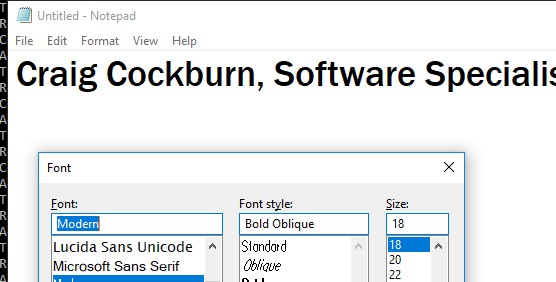 Untitled - Notepad
File Edit Format View Help
Craig Cockburn, Software Specialis
Font
Font: Font style: Size:
Modern Bold Oblique 18
Lucida Sans Unicode Standard 18
Microsoft Sans Serif Oblique 20
22